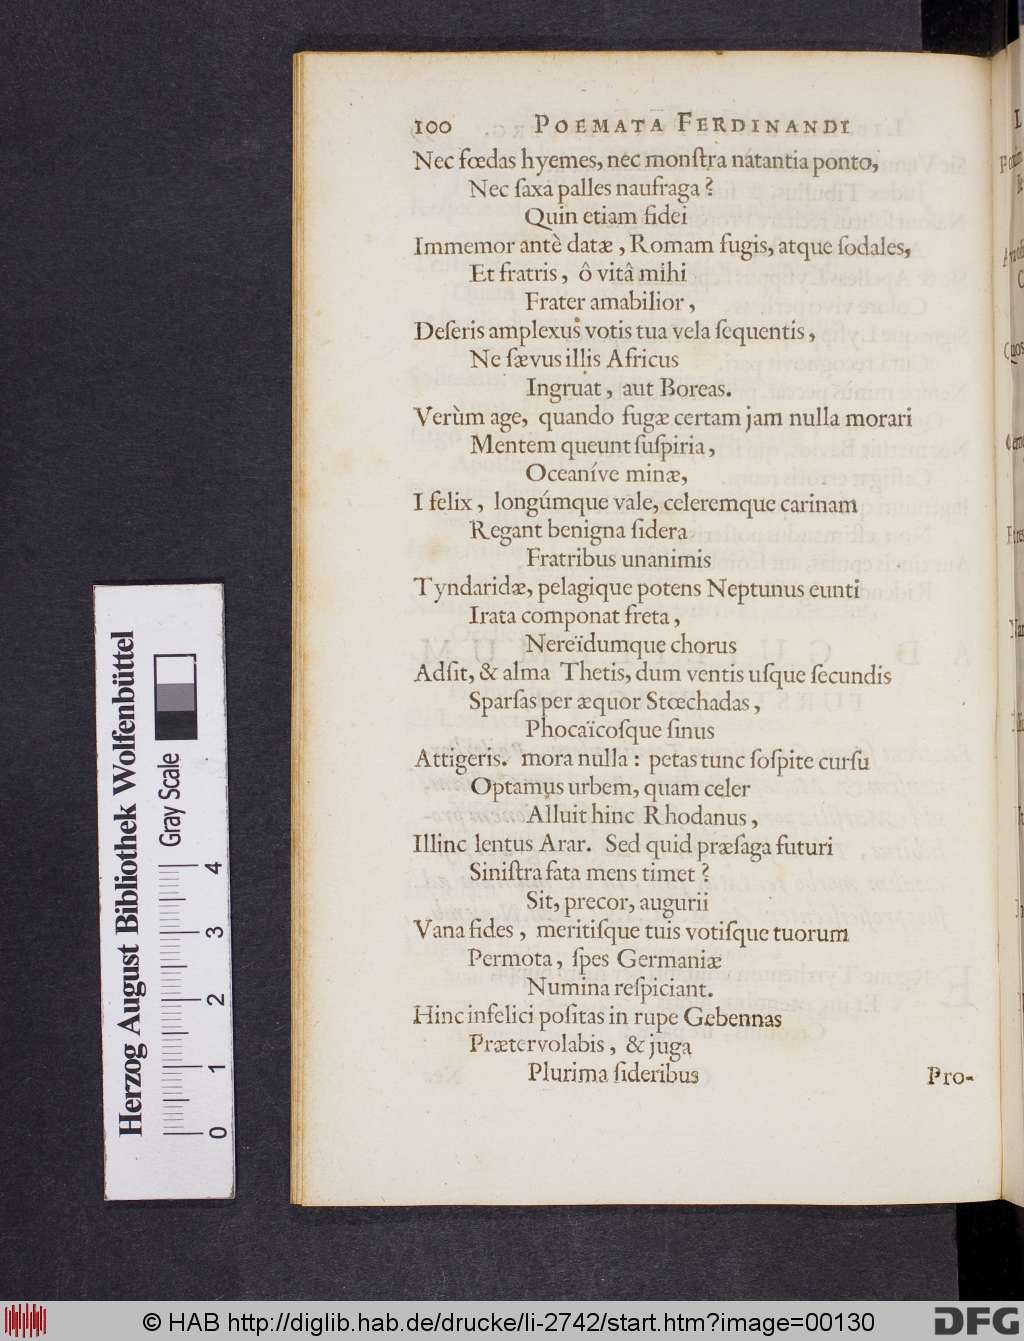 100 POEMATA FERDINANDI
Nec fœdas hyemes, nec monſtra natantia ponto,
Nec ſaxa palles naufraga?
Quin etiam fidei
Immemor antè datæ, Romam fugis, atque ſodales,
Et fratris, ô vitâ mihi
Frater amabilior,
Deſeris amplexus votis tua vela ſequentis,
Ne ſævus illis Africus
Ingruat, aut Boreas.
Verùm age, quando fugæ certam jam nulla morari
Mentem queunt ſuſpiria,
Oceaníve minæ,
I felix, longúmque vale, celeremque carinam
Regant benigna ſidera
Fratribus unanimis
Tyndaridæ, pelagique potens Neptunus eunti
Irata componat freta,
Nereïdumque chorus
Adſit, & alma Thetis, dum ventis uſque ſecundis
Sparſas per æquor Stœchadas,
Phocaïcoſque ſinus
Attigeris. mora nulla: petas tunc ſoſpite curſu
Optamus urbem, quam celer
Alluit hinc Rhodanus,
Illinc lentus Arar. Sed quid præſaga futuri
Siniſtra fata mens timet?
Sit, precor, augurii
Vana fides, meritiſque tuis votiſque tuorum
Permota, ſpes Germaniæ
Numina reſpiciant.
Hinc infelici poſitas in rupe Gebennas
Prætervolabis, & juga
Plurima ſideribus
Pro-
Herzog August Bibliothek Wolfenbüttel
Gray Scale
0 1 2 3 4
© HAB http://diglib.hab.de/drucke/li-2742/start.htm?image=00130
DFG